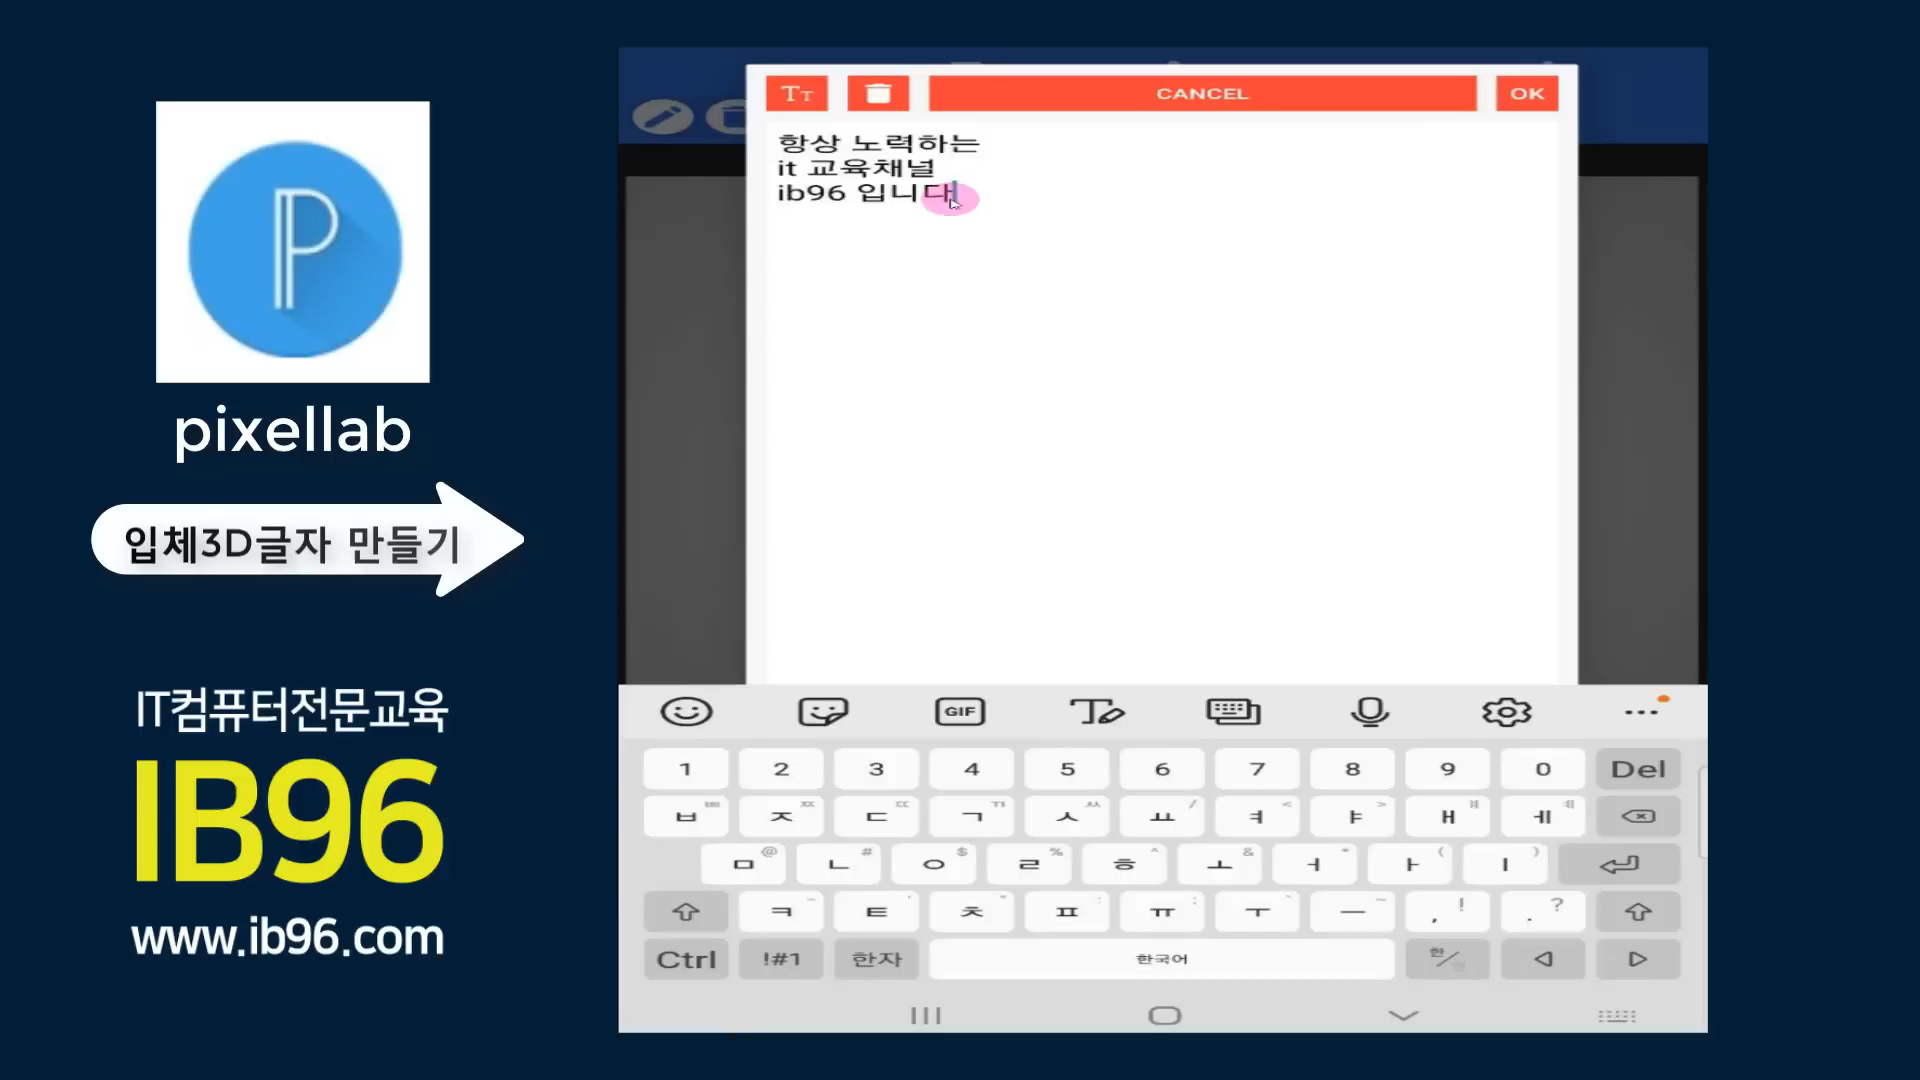 pixellab
입체3D글자 만들기
IT컴퓨터전문교육
IB96
www.ib96.com
TT CANCEL OK
항상 노력하는
it 교육채널
ib96 입니다
GIF
1 2 3 4 5 6 7 8 9 0 Del
ㅂ ㅃ ㅈ ㅉ ㄷ ㄸ ㄱ ㄲ ㅅ ㅆ ㅛ / ㅕ < ㅑ > ㅐ ㅒ ㅔ ㅖ
ㅁ @ ㄴ # ㅇ $ ㄹ % ㅎ ^ ㅗ & ㅓ * ㅏ ( ㅣ )
ㅋ - ㅌ ' ㅊ " ㅍ : ㅠ ; ㅜ ㅡ ~ , ! . ?
Ctrl !#1 한자 한국어 한/